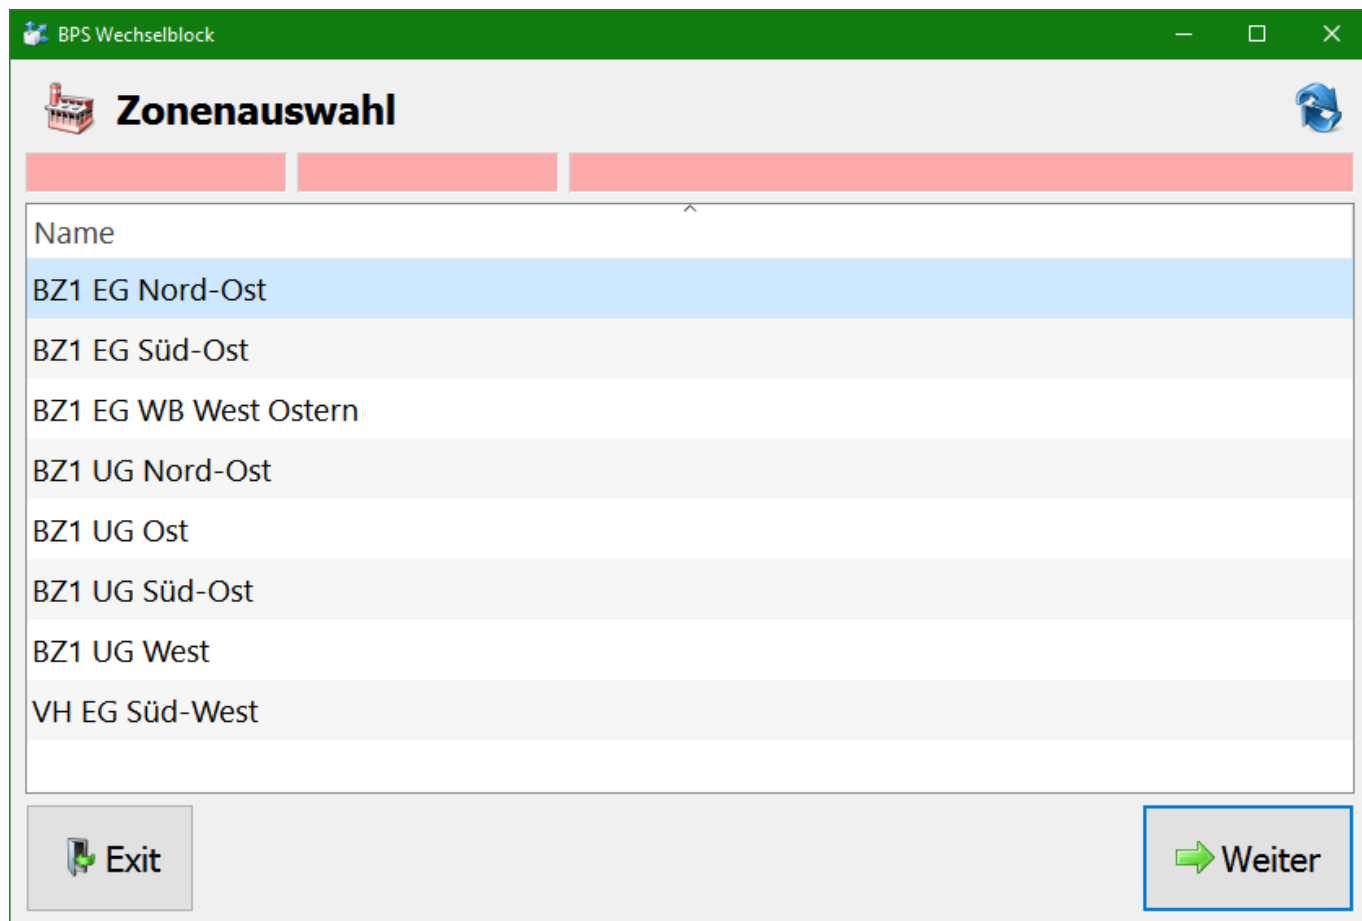 BPS Wechselblock
Zonenauswahl
Name
BZ1 EG Nord-Ost
BZ1 EG Süd-Ost
BZ1 EG WB West Ostern
BZ1 UG Nord-Ost
BZ1 UG Ost
BZ1 UG Süd-Ost
BZ1 UG West
VH EG Süd-West
Exit
Weiter